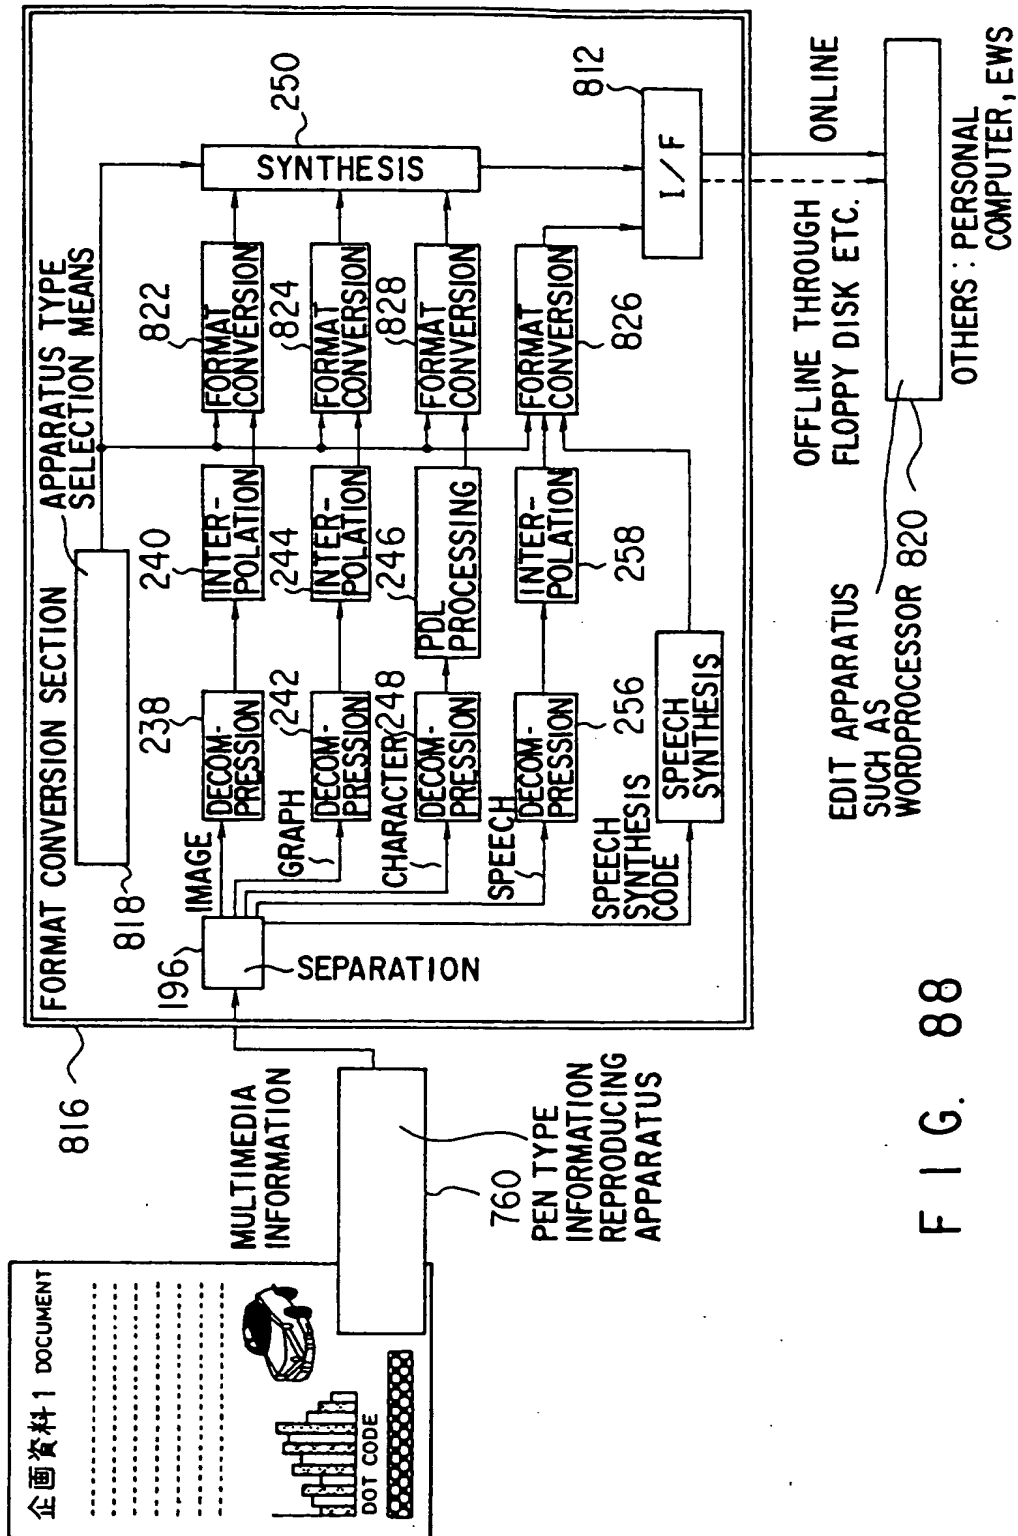 企画資料1 DOCUMENT
DOT CODE
MULTIMEDIA
INFORMATION
760
PEN TYPE
INFORMATION
REPRODUCING
APPARATUS
816
FORMAT CONVERSION SECTION
818
APPARATUS TYPE
SELECTION MEANS
196
SEPARATION
IMAGE
GRAPH
CHARACTER
SPEECH
SPEECH
SYNTHESIS
CODE
238
DECOM-
PRESSION
242
DECOM-
PRESSION
248
DECOM-
PRESSION
DECOM-
PRESSION
256
SPEECH
SYNTHESIS
240
INTER-
POLATION
244
INTER-
POLATION
246
PDL
PROCESSING
INTER-
POLATION
258
822
FORMAT
CONVERSION
824
FORMAT
CONVERSION
828
FORMAT
CONVERSION
FORMAT
CONVERSION
826
SYNTHESIS
250
I/F
812
OFFLINE THROUGH
FLOPPY DISK ETC.
ONLINE
EDIT APPARATUS
SUCH AS
WORDPROCESSOR 820
OTHERS : PERSONAL
COMPUTER, EWS
FIG. 88